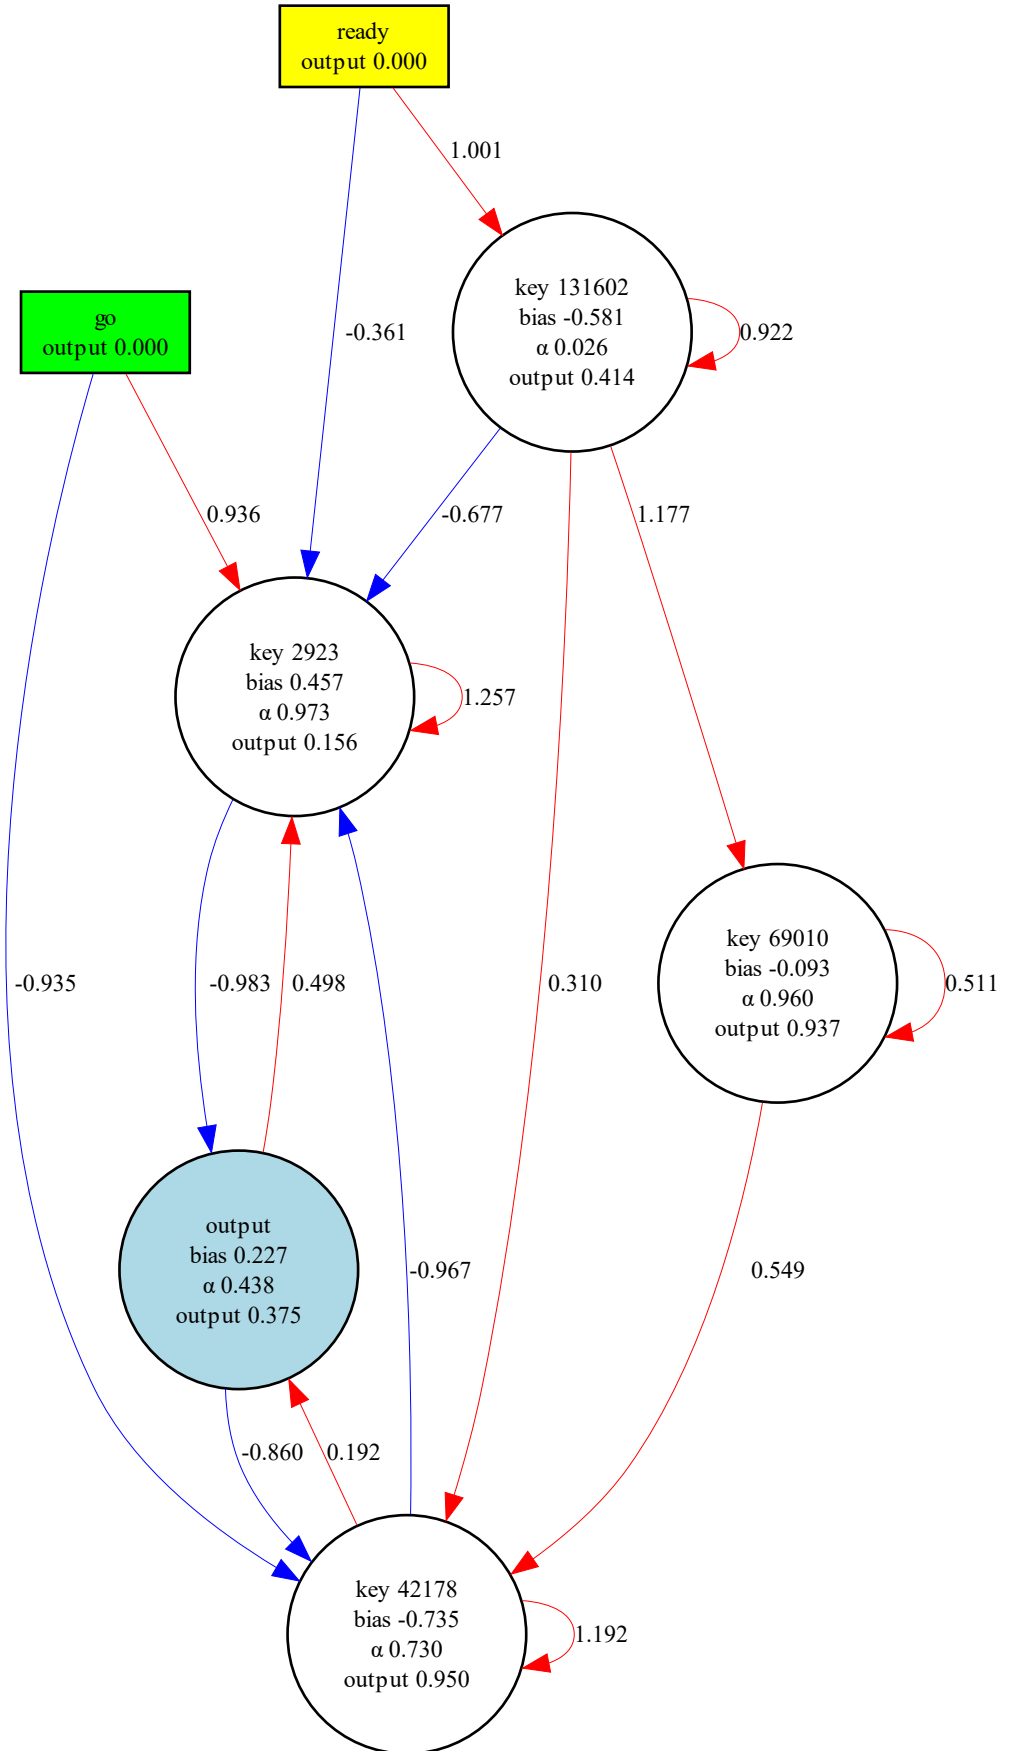 ready
output 0.000
1.001
key 131602
bias -0.581
α 0.026
output 0.414
0.922
go
output 0.000
-0.361
0.936
-0.677
1.177
key 2923
bias 0.457
α 0.973
output 0.156
1.257
-0.935
-0.983
0.498
0.310
key 69010
bias -0.093
α 0.960
output 0.937
0.511
output
bias 0.227
α 0.438
output 0.375
-0.967
0.549
-0.860
0.192
key 42178
bias -0.735
α 0.730
output 0.950
1.192